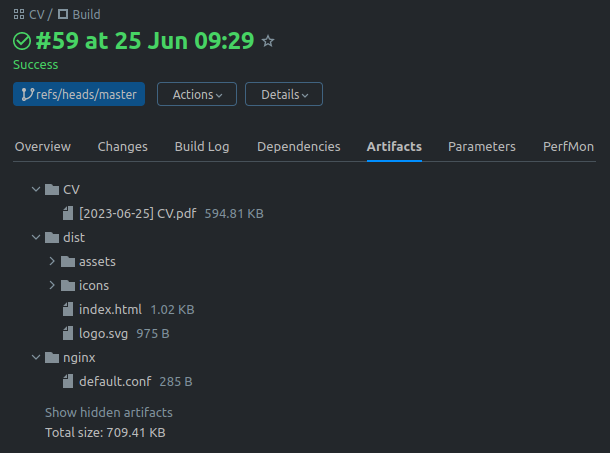 CV / Build
#59 at 25 Jun 09:29
Success
refs/heads/master Actions Details
Overview Changes Build Log Dependencies Artifacts Parameters PerfMon
CV
[2023-06-25] CV.pdf 594.81 KB
dist
assets
icons
index.html 1.02 KB
logo.svg 975 B
nginx
default.conf 285 B
Show hidden artifacts
Total size: 709.41 KB